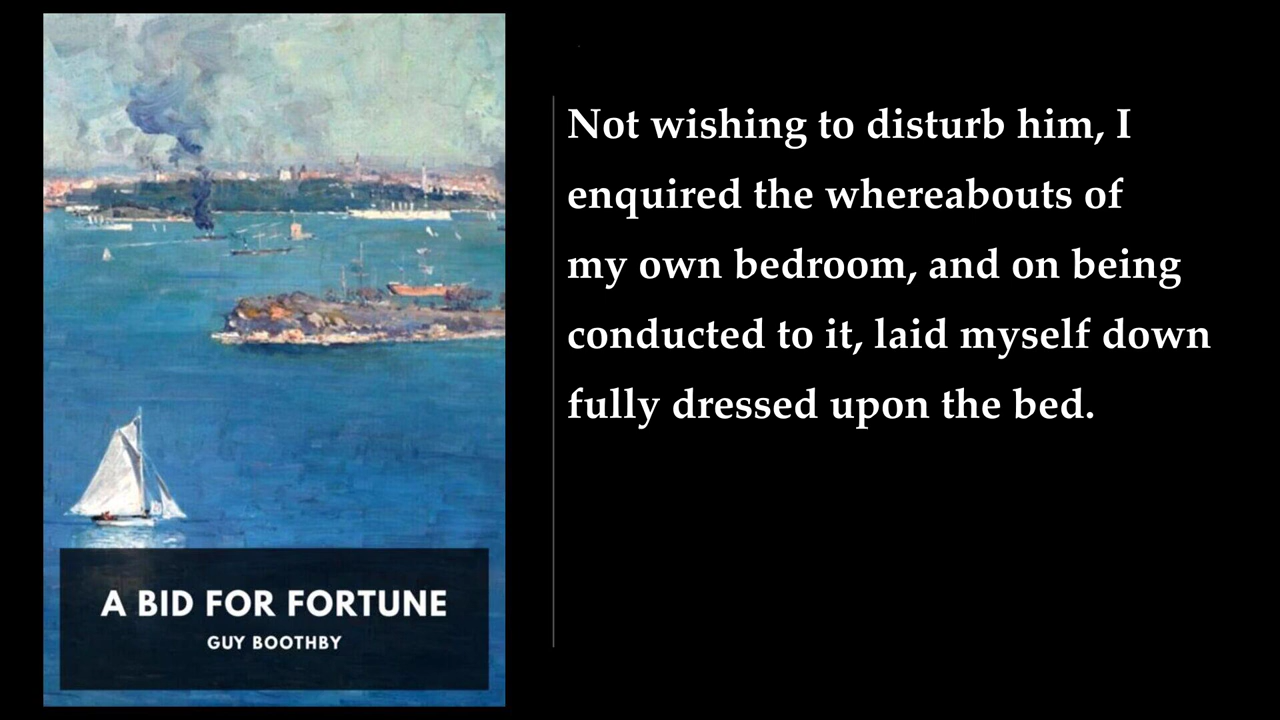 Not wishing to disturb him, I
enquired the whereabouts of
my own bedroom, and on being
conducted to it, laid myself down
fully dressed upon the bed.
A BID FOR FORTUNE
GUY BOOTHBY